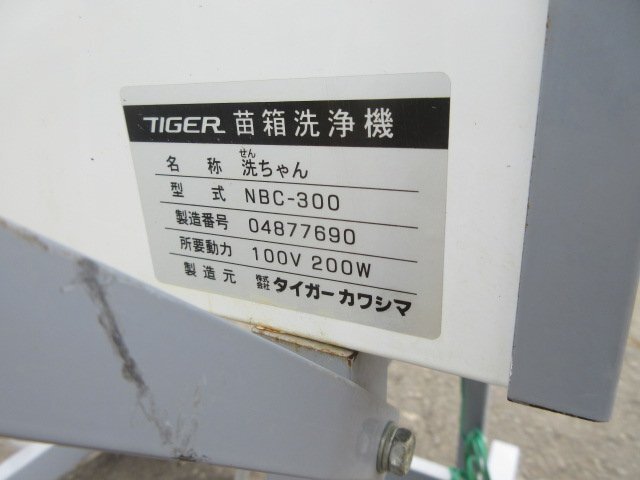 TIGER 苗箱洗浄機
せん
名称 洗ちゃん
型式 NBC-300
製造番号 04877690
所要動力 100V 200W
製造元 株式会社 タイガーカワシマ